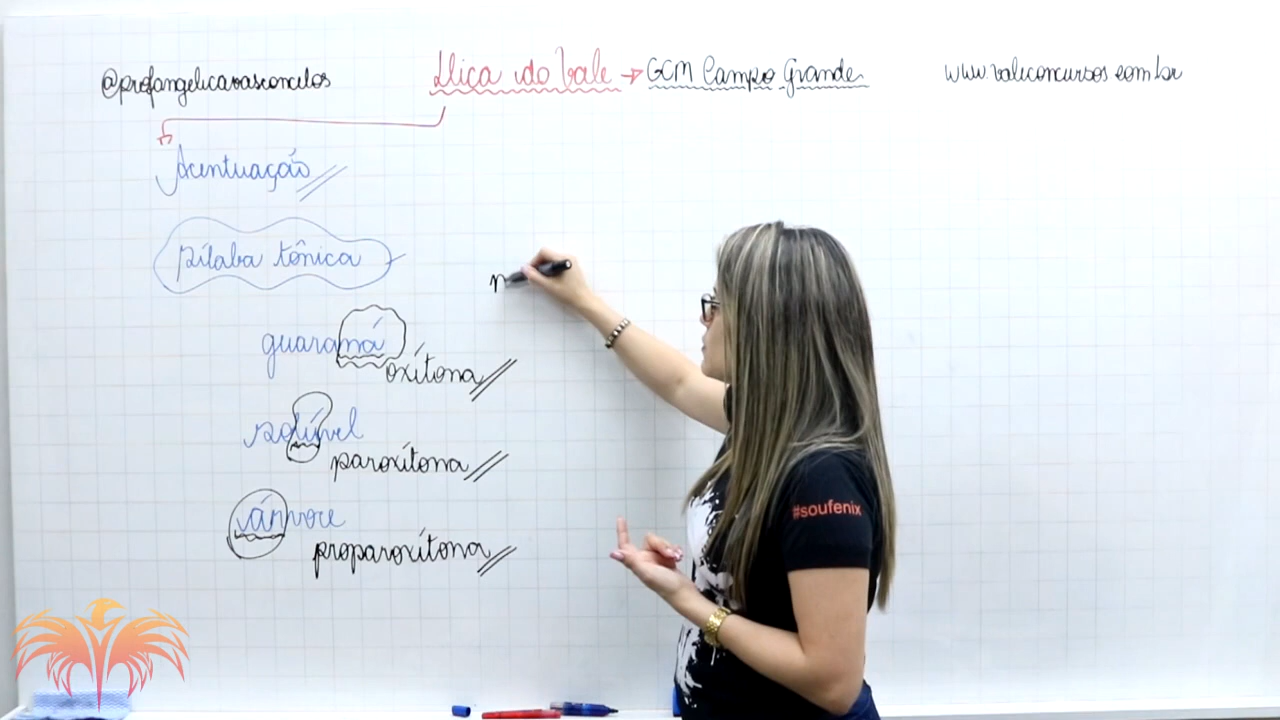 @profangelicavasconcelos
Dica do Vale → GCM Campo Grande
www.valeconcursos.com.br
Acentuação
sílaba tônica
guaraná
oxítona
solúvel
paroxítona
árvore
proparoxítona
#soufenix